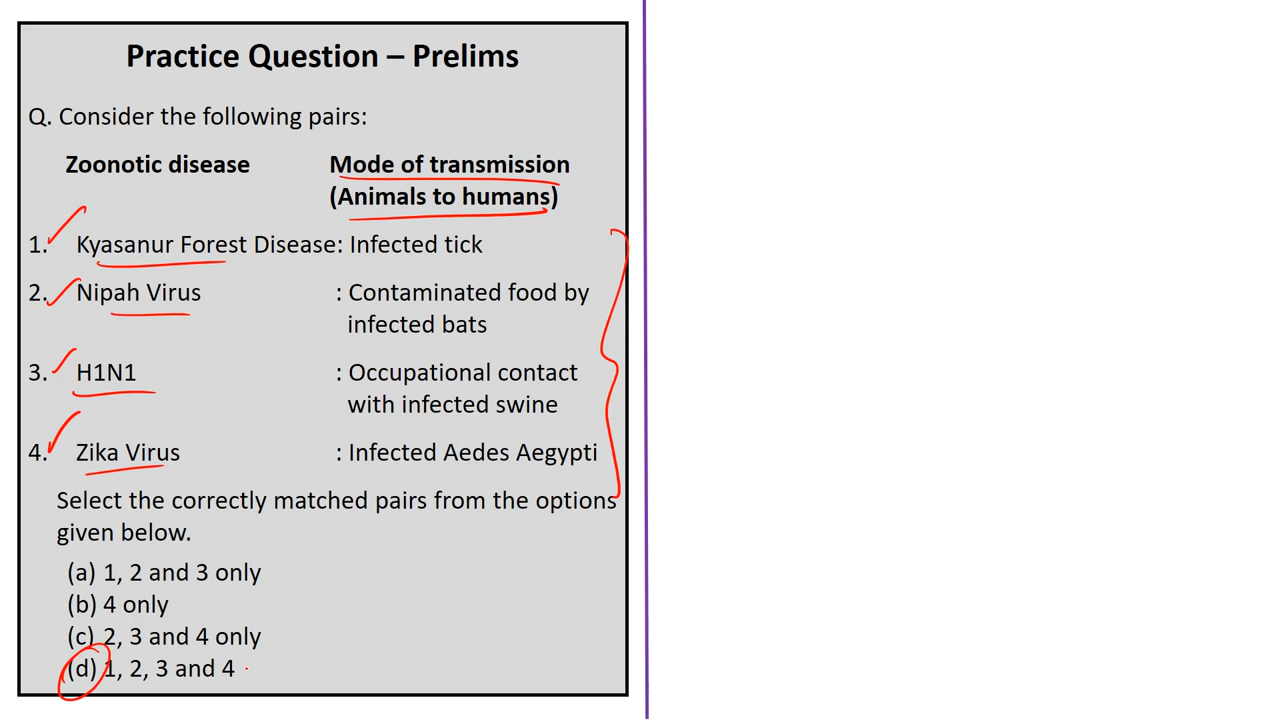 Practice Question – Prelims
Q. Consider the following pairs:
Zoonotic disease Mode of transmission
(Animals to humans)
1. Kyasanur Forest Disease: Infected tick
2. Nipah Virus : Contaminated food by
infected bats
3. H1N1 : Occupational contact
with infected swine
4. Zika Virus : Infected Aedes Aegypti
Select the correctly matched pairs from the options
given below.
(a) 1, 2 and 3 only
(b) 4 only
(c) 2, 3 and 4 only
(d) 1, 2, 3 and 4